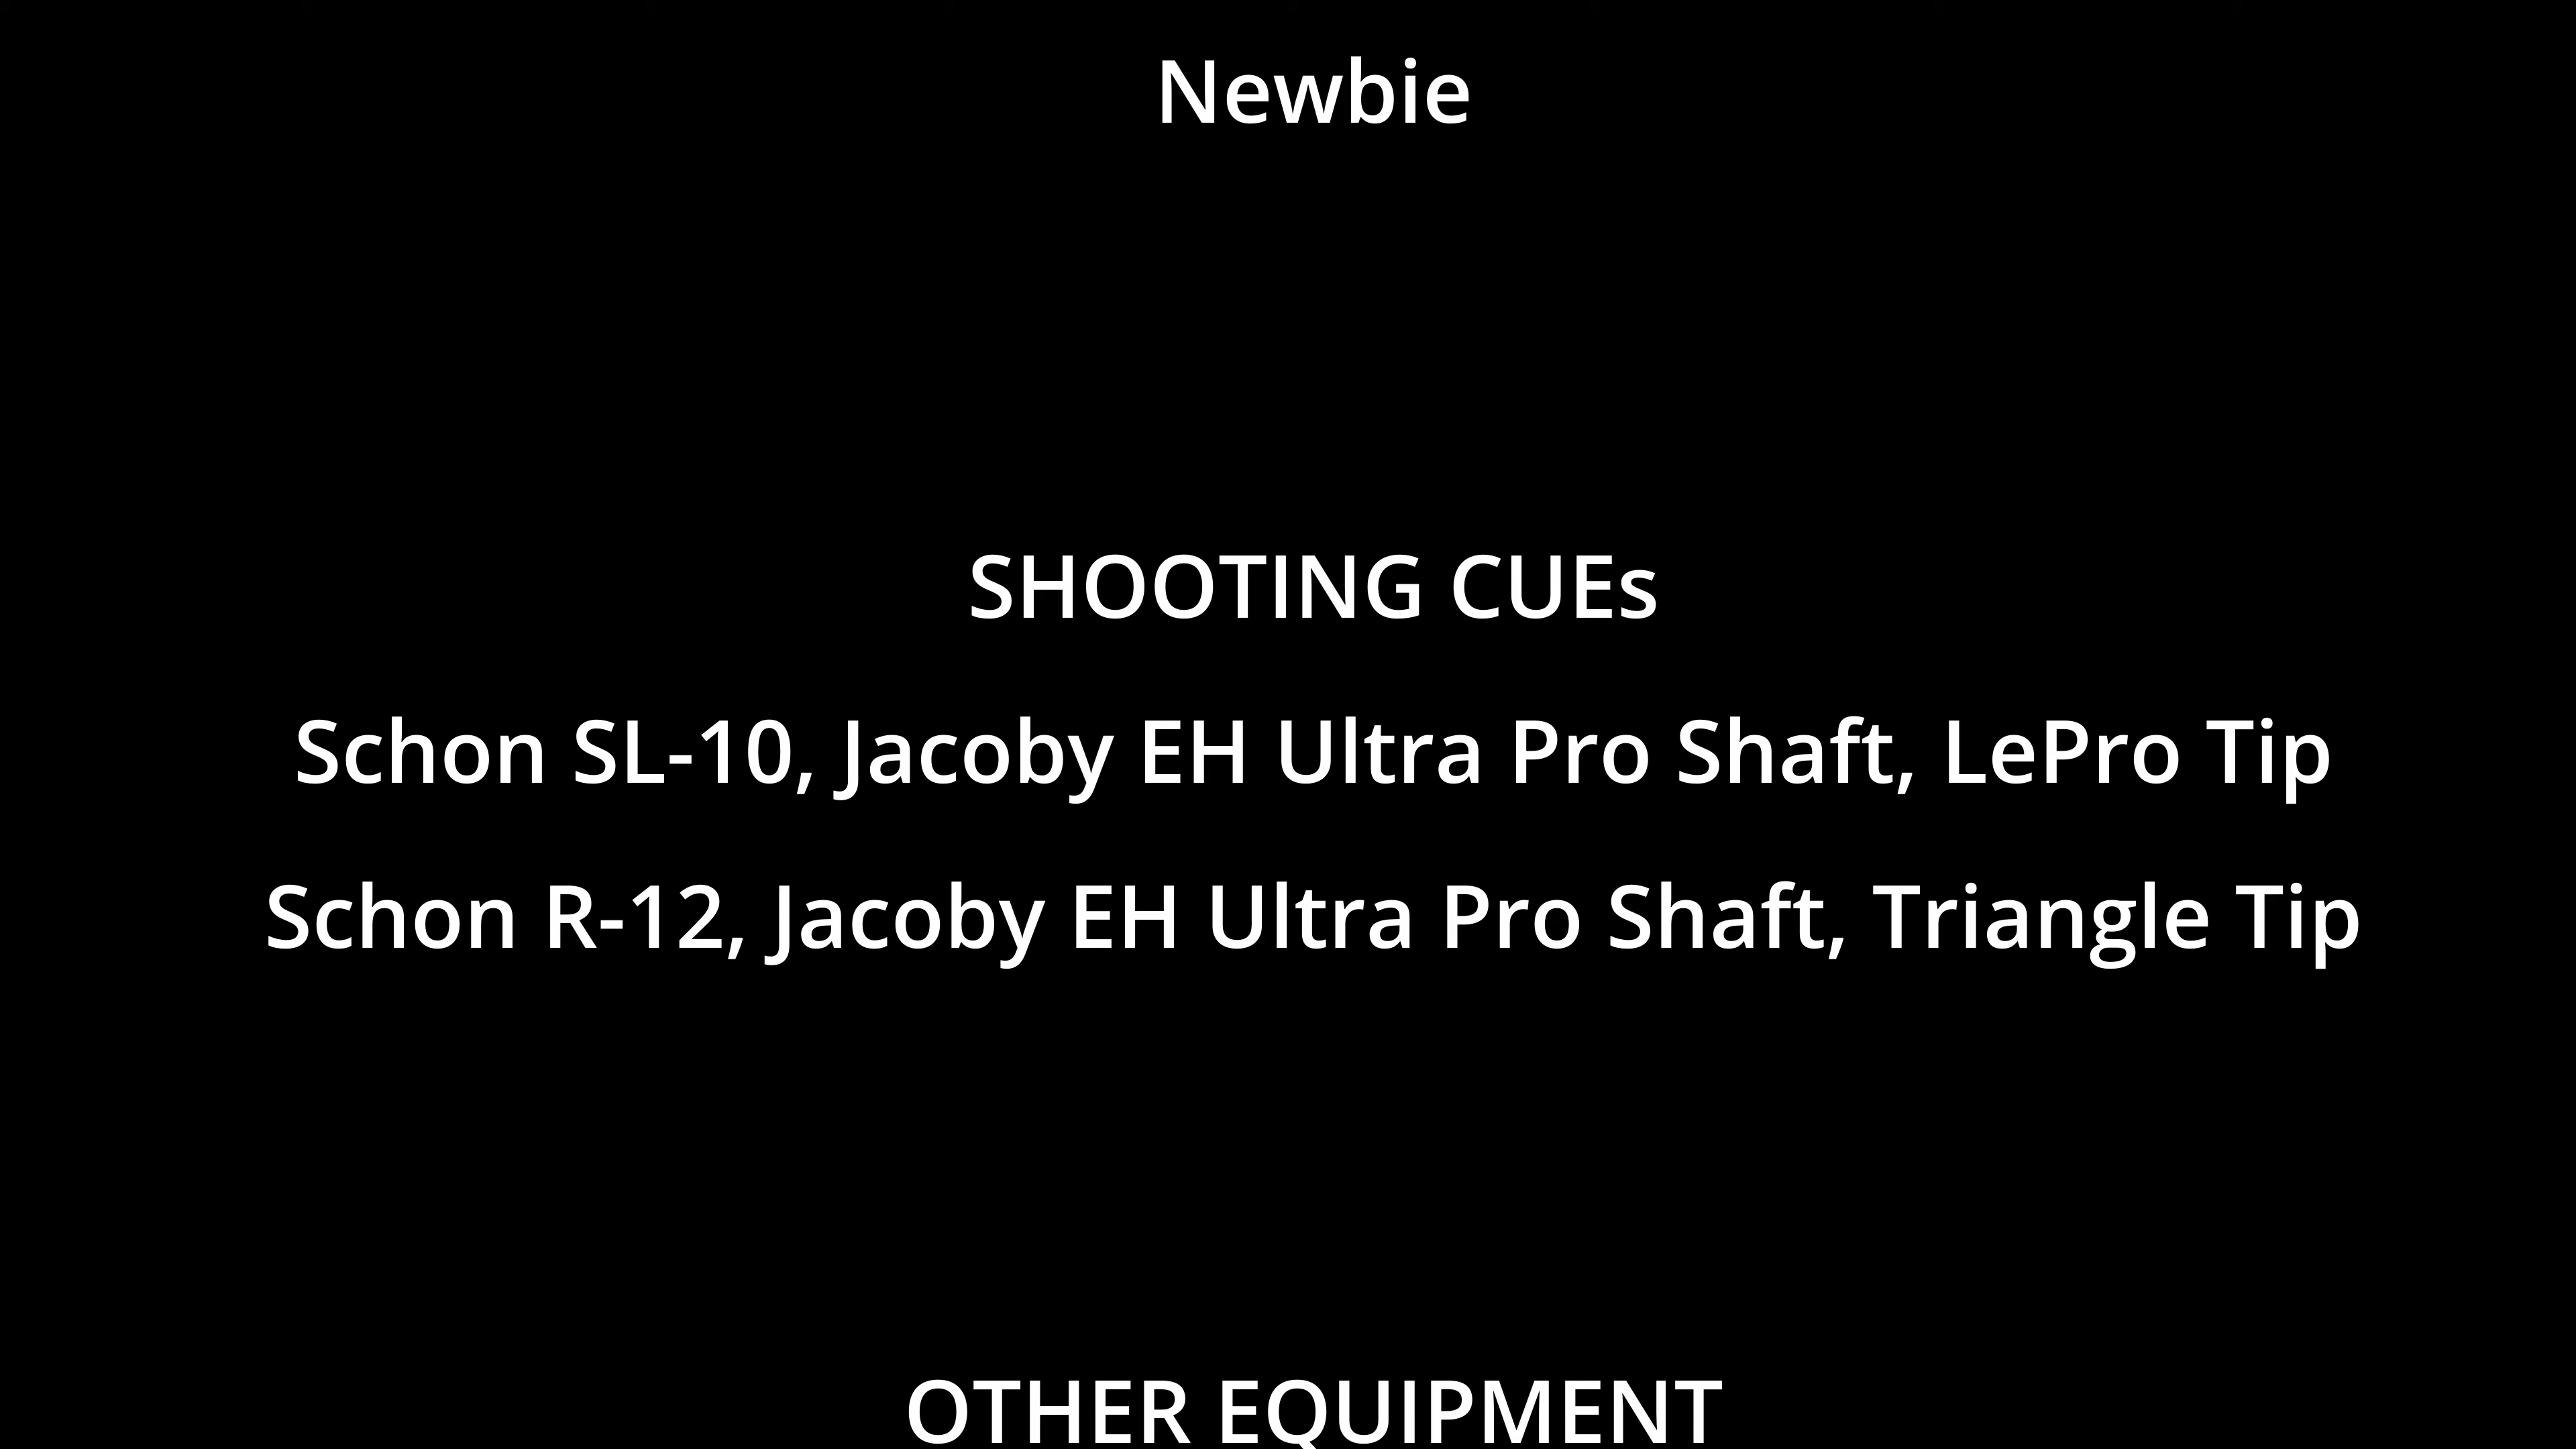 Newbie
SHOOTING CUEs
Schon SL-10, Jacoby EH Ultra Pro Shaft, LePro Tip
Schon R-12, Jacoby EH Ultra Pro Shaft, Triangle Tip
OTHER EQUIPMENT